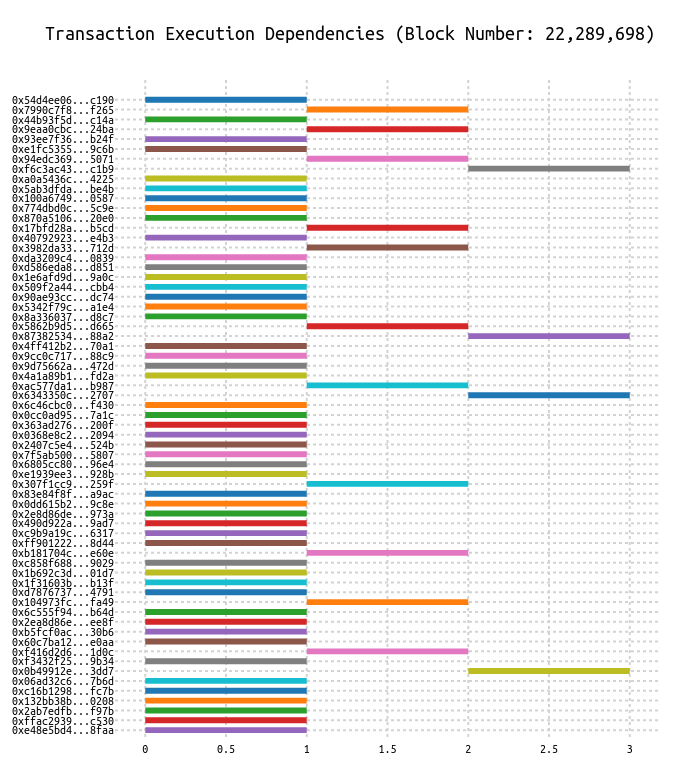 Transaction Execution Dependencies (Block Number: 22,289,698)
0x54d4ee06...c190
0x7990c7f8...f265
0x44b93f5d...c14a
0x9eaa0cbc...24ba
0x93ee7f36...b24f
0xe1fc5355...9c6b
0x94edc369...5071
0xf6c3ac43...c1b9
0xa0a5436c...4225
0x5ab3dfda...be4b
0x100a6749...0587
0x774dbd0c...5c9e
0x870a5106...20e0
0x17bfd28a...b5cd
0x40792923...e4b3
0x3982da33...712d
0xda3209c4...0839
0xd586eda8...d851
0x1e6afd9d...9a0c
0x509f2a44...cbb4
0x90ae93cc...dc74
0x5342f79c...a1e4
0x8a336037...d8c7
0x5862b9d5...d665
0x87382534...88a2
0x4ff412b2...70a1
0x9cc0c717...88c9
0x9d75662a...472d
0x4a1a89b1...fd2a
0xac577da1...b987
0x6343350c...2707
0x6c46cbc0...f430
0x0cc0ad95...7a1c
0x363ad276...200f
0x0368e8c2...2094
0x2407c5e4...524b
0x7f5ab500...5807
0x6805cc80...96e4
0xe1939ee3...928b
0x307f1cc9...259f
0x83e84f8f...a9ac
0x0dd615b2...9c8e
0x2e8d86de...973a
0x490d922a...9ad7
0xc9b9a19c...6317
0xff901222...8d44
0xb181704c...e60e
0xc858f688...9029
0x1b692c3d...01d7
0x1f31603b...b13f
0xd7876737...4791
0x104973fc...fa49
0x6c555f94...b64d
0x2ea8d86e...ee8f
0xb5fcf0ac...30b6
0x60c7ba12...e0aa
0xf416d2d6...1d0c
0xf3432f25...9b34
0x0b49912e...3dd7
0x06ad32c6...7b6d
0xc16b1298...fc7b
0x132bb38b...0208
0x2ab7edfb...f97b
0xffac2939...c530
0xe48e5bd4...8faa
0 0.5 1 1.5 2 2.5 3